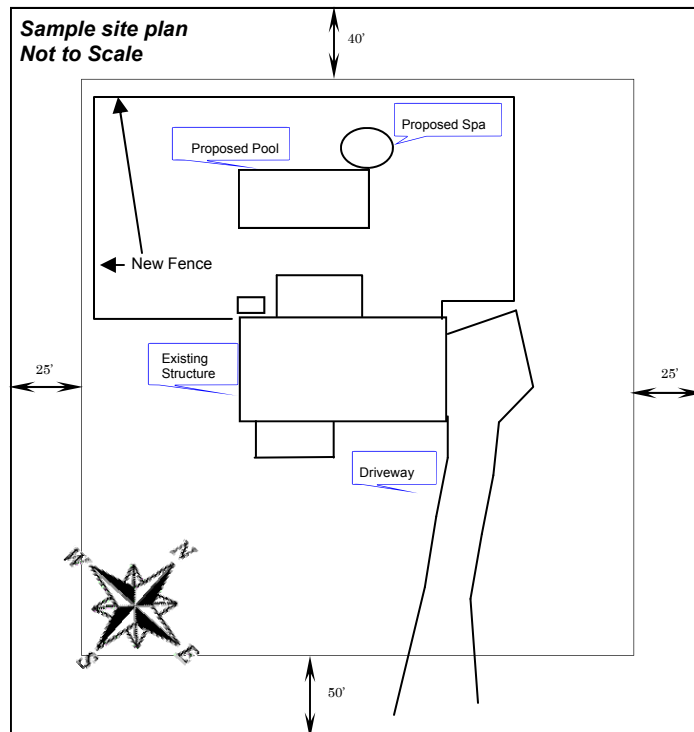 Sample site plan
Not to Scale
40’
Proposed Spa
Proposed Pool
New Fence
Existing
Structure
25’
25’
Driveway
W
N
S
E
50’